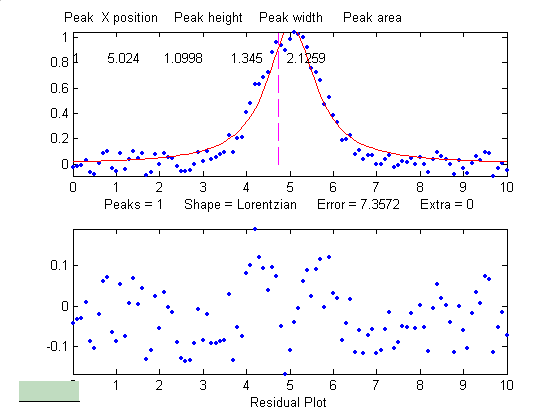 Peak X position Peak height Peak width Peak area
1 5.024 1.0998 1.345 2.1259
1
0.8
0.6
0.4
0.2
0
0 1 2 3 4 5 6 7 8 9 10
Peaks = 1 Shape = Lorentzian Error = 7.3572 Extra = 0
0.1
0
-0.1
0 1 2 3 4 5 6 7 8 9 10
Residual Plot